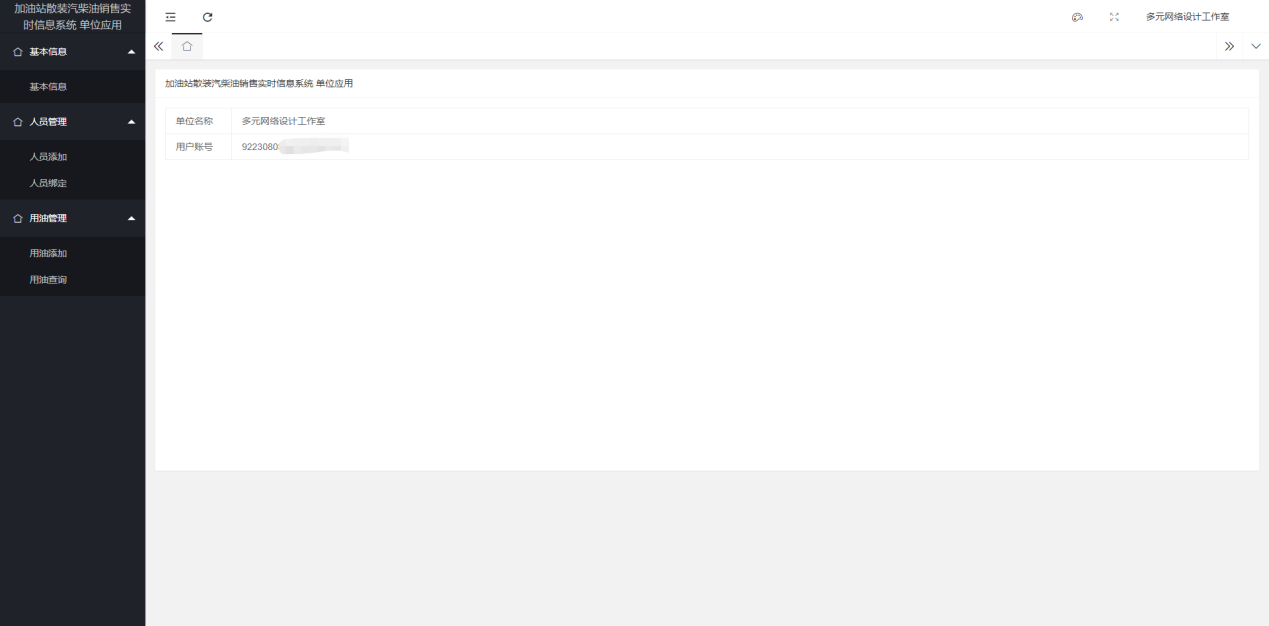 加油站散装汽柴油销售实
时信息系统 单位应用
基本信息
基本信息
人员管理
人员添加
人员绑定
用油管理
用油添加
用油查询
多元网络设计工作室
加油站散装汽柴油销售实时信息系统 单位应用
单位名称 多元网络设计工作室
用户账号 9223080